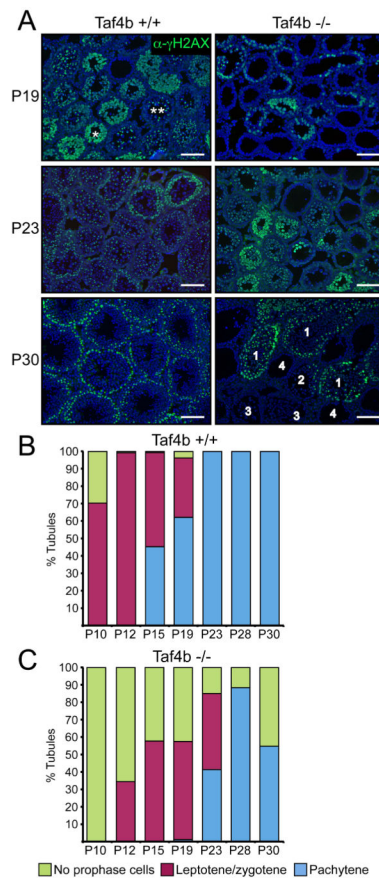 A
Taf4b +/+ Taf4b -/-
α-γH2AX
P19
* **
P23
P30
1 1
1 4 2 1
3 3 4
B
Taf4b +/+
% Tubules
100
90
80
70
60
50
40
30
20
10
P10 P12 P15 P19 P23 P28 P30
C
Taf4b -/-
% Tubules
100
90
80
70
60
50
40
30
20
10
P10 P12 P15 P19 P23 P28 P30
No prophase cells Leptotene/zygotene Pachytene